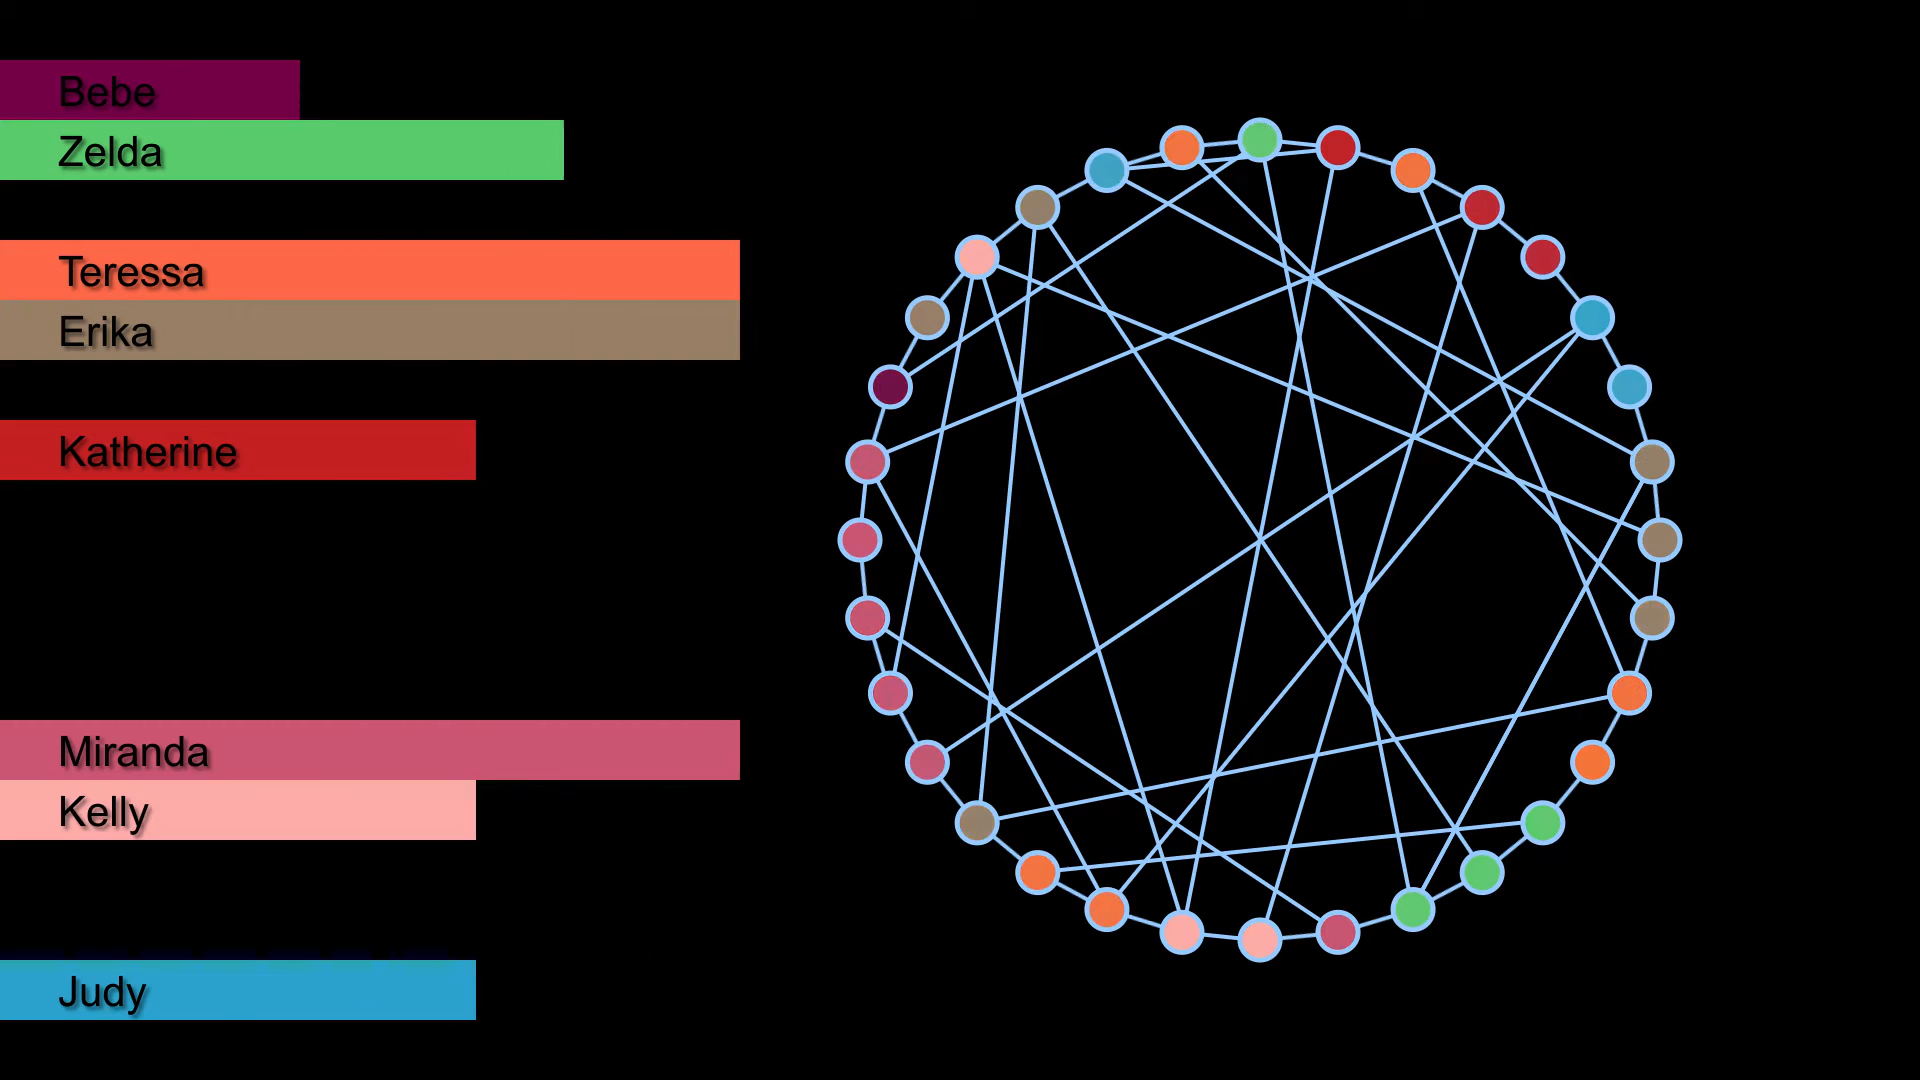 Bebe
Zelda
Teressa
Erika
Katherine
Miranda
Kelly
Judy